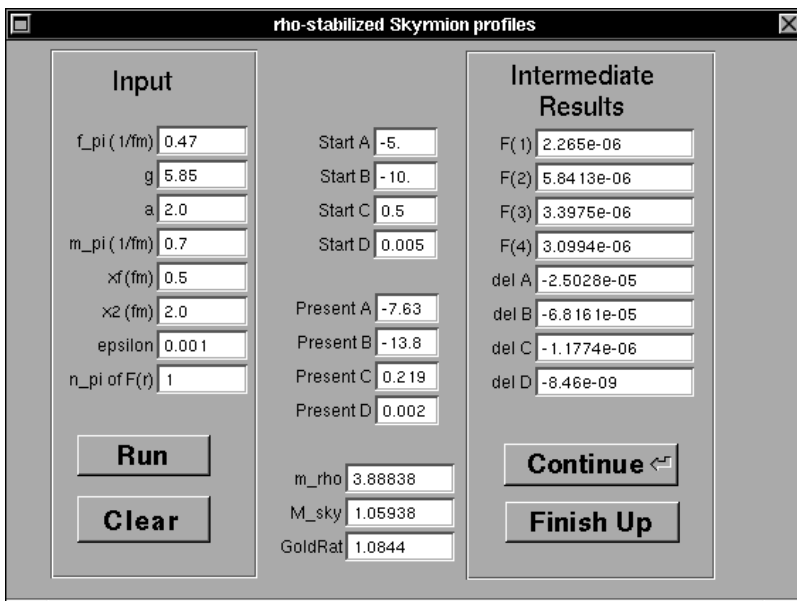 rho-stabilized Skyrmion profiles
Input
f_pi (1/fm) 0.47
g 5.85
a 2.0
m_pi (1/fm) 0.7
xf (fm) 0.5
x2 (fm) 2.0
epsilon 0.001
n_pi of F(r) 1
Run
Clear
Start A -5.
Start B -10.
Start C 0.5
Start D 0.005
Present A -7.63
Present B -13.8
Present C 0.219
Present D 0.002
m_rho 3.88838
M_sky 1.05938
GoldRat 1.0844
Intermediate
Results
F(1) 2.265e-06
F(2) 5.8413e-06
F(3) 3.3975e-06
F(4) 3.0994e-06
del A -2.5028e-05
del B -6.8161e-05
del C -1.1774e-06
del D -8.46e-09
Continue
Finish Up